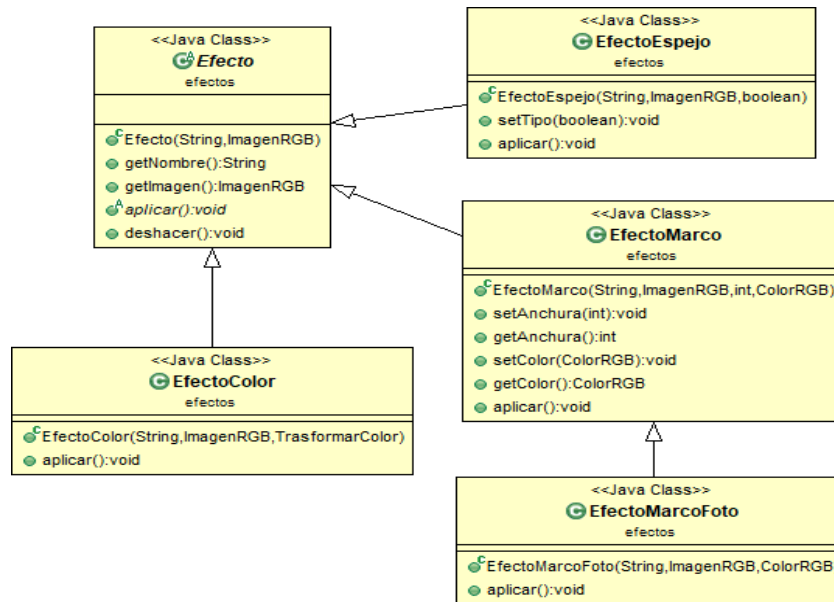 <<Java Class>>
Efecto
efectos
Efecto(String,ImagenRGB)
getNombre():String
getImagen():ImagenRGB
aplicar():void
deshacer():void
<<Java Class>>
EfectoEspejo
efectos
EfectoEspejo(String,ImagenRGB,boolean)
setTipo(boolean):void
aplicar():void
<<Java Class>>
EfectoMarco
efectos
EfectoMarco(String,ImagenRGB,int,ColorRGB)
setAnchura(int):void
getAnchura():int
setColor(ColorRGB):void
getColor():ColorRGB
aplicar():void
<<Java Class>>
EfectoColor
efectos
EfectoColor(String,ImagenRGB,TrasformarColor)
aplicar():void
<<Java Class>>
EfectoMarcoFoto
efectos
EfectoMarcoFoto(String,ImagenRGB,ColorRGB
aplicar():void